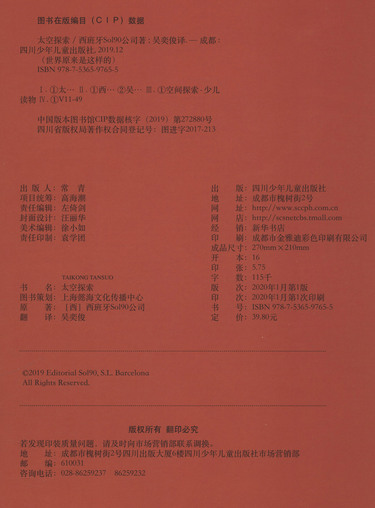 图书在版编目(CIP)数据
太空探索/西班牙Sol90公司著;吴奕俊译. — 成都:
四川少年儿童出版社, 2019.12
(世界原来是这样的)
ISBN 978-7-5365-9765-5
Ⅰ. ①太… Ⅱ. ①西… ②吴… Ⅲ. ①空间探索-少儿
读物 Ⅳ. ①V11-49
中国版本图书馆CIP数据核字(2019)第272880号
四川省版权局著作权合同登记号:图进字2017-213
出版人:常 青
项目统筹:高海潮
责任编辑:左倚剑
封面设计:汪丽华
美术编辑:徐小如
责任印制:袁学团
TAIKONG TANSUO
书 名:太空探索
图书策划:上海懿海文化传播中心
原 著:[西]西班牙Sol90公司
翻 译:吴奕俊
出 版:四川少年儿童出版社
地 址:成都市槐树街2号
网 址:http://www.sccph.com.cn
网 店:http://scsnetcbs.tmall.com
经 销:新华书店
印 刷:成都市金雅迪彩色印刷有限公司
成品尺寸:270mm×210mm
开 本:16
印 张:5.75
字 数:115千
版 次:2020年1月第1版
印 次:2020年1月第1次印刷
书 号:ISBN 978-7-5365-9765-5
定 价:39.80元
©2019 Editorial Sol90, S.L. Barcelona
All Rights Reserved.
版权所有 翻印必究
若发现印装质量问题,请及时向市场营销部联系调换。
地 址:成都市槐树街2号四川出版大厦6楼四川少年儿童出版社市场营销部
邮 编:610031
咨询电话:028-86259237 86259232